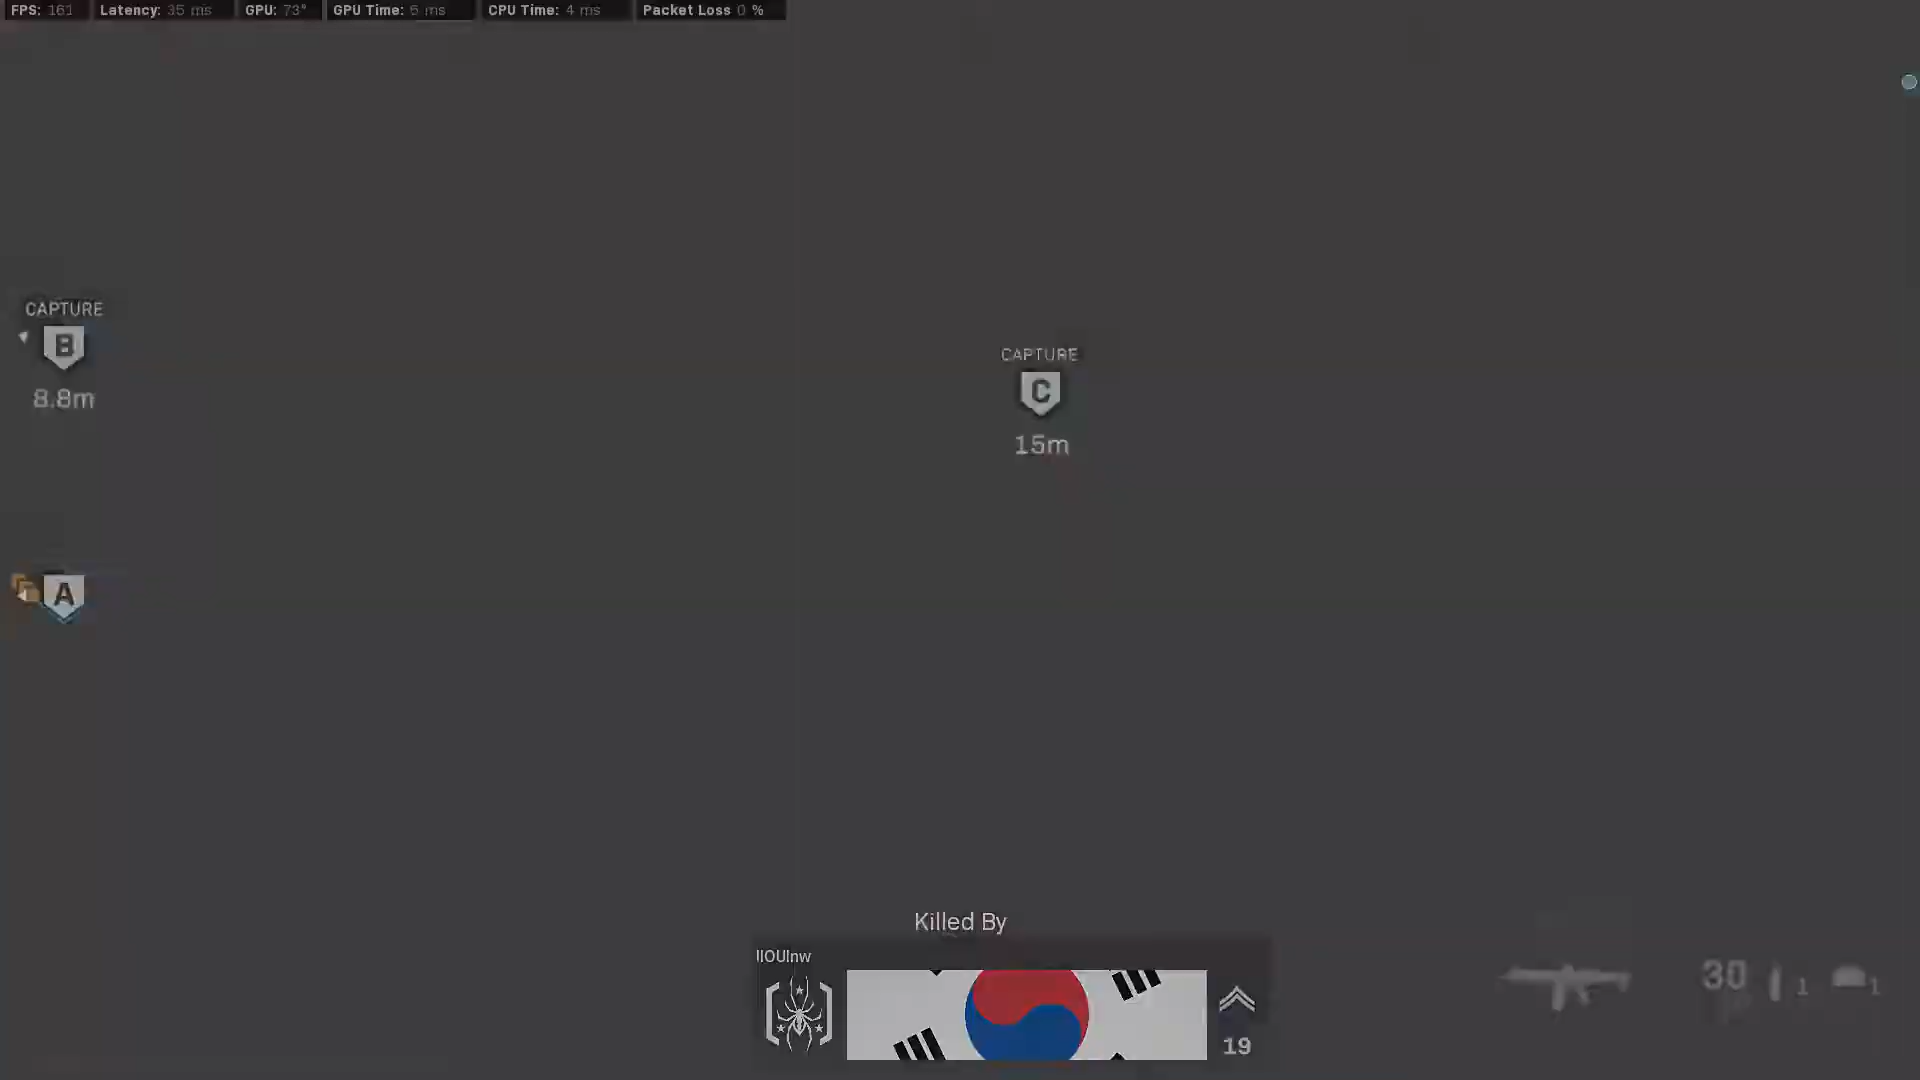 FPS: 161 Latency: 35 ms GPU: 73° GPU Time: 5 ms CPU Time: 4 ms Packet Loss 0 %
CAPTURE
B
8.8m
CAPTURE
C
15m
A
Killed By
IIOUInw
19
30 1 1